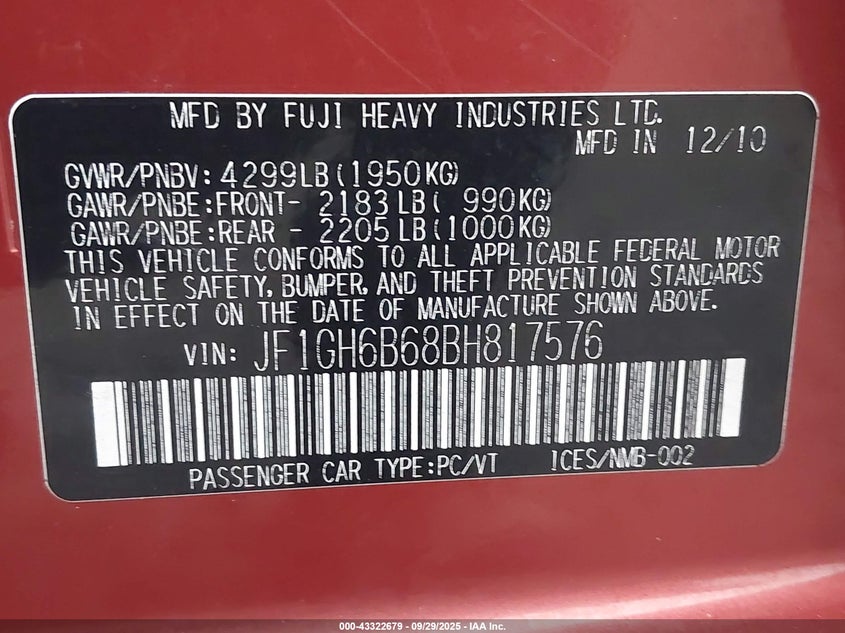 MFD BY FUJI HEAVY INDUSTRIES LTD.
MFD IN 12/10
GVWR/PNBV: 4299LB(1950KG)
GAWR/PNBE:FRONT- 2183LB( 990KG)
GAWR/PNBE:REAR - 2205LB(1000KG)
THIS VEHICLE CONFORMS TO ALL APPLICABLE FEDERAL MOTOR
VEHICLE SAFETY, BUMPER, AND THEFT PREVENTION STANDARDS
IN EFFECT ON THE DATE OF MANUFACTURE SHOWN ABOVE.
VIN: JF1GH6B68BH817576
PASSENGER CAR TYPE:PC/VT ICES/NMB-002
000-43322679 - 09/29/2025 - IAA Inc.